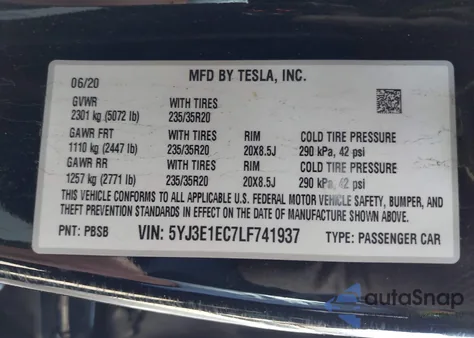 MFD BY TESLA, INC.
06/20
GVWR WITH TIRES
2301 kg (5072 lb) 235/35R20
GAWR FRT WITH TIRES RIM COLD TIRE PRESSURE
1110 kg (2447 lb) 235/35R20 20X8.5J 290 kPa, 42 psi
GAWR RR WITH TIRES RIM COLD TIRE PRESSURE
1257 kg (2771 lb) 235/35R20 20X8.5J 290 kPa, 42 psi
THIS VEHICLE CONFORMS TO ALL APPLICABLE U.S. FEDERAL MOTOR VEHICLE SAFETY, BUMPER, AND
THEFT PREVENTION STANDARDS IN EFFECT ON THE DATE OF MANUFACTURE SHOWN ABOVE.
PNT: PBSB VIN: 5YJ3E1EC7LF741937 TYPE: PASSENGER CAR
autoSnap